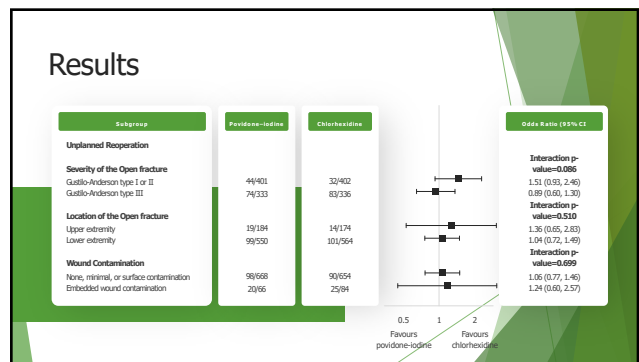 Results
Subgroup Povidone-iodine Chlorhexidine Odds Ratio (95% CI
Unplanned Reoperation
Severity of the Open fracture Interaction p-value=0.086
Gustilo-Anderson type I or II 44/401 32/402 1.51 (0.93, 2.46)
Gustilo-Anderson type III 74/333 83/336 0.89 (0.60, 1.30)
Location of the Open fracture Interaction p-value=0.510
Upper extremity 19/184 14/174 1.36 (0.65, 2.83)
Lower extremity 99/550 101/564 1.04 (0.72, 1.49)
Wound Contamination Interaction p-value=0.699
None, minimal, or surface contamination 98/668 90/654 1.06 (0.77, 1.46)
Embedded wound contamination 20/66 25/84 1.24 (0.60, 2.57)
0.5 1 2
Favours povidone-iodine Favours chlorhexidine